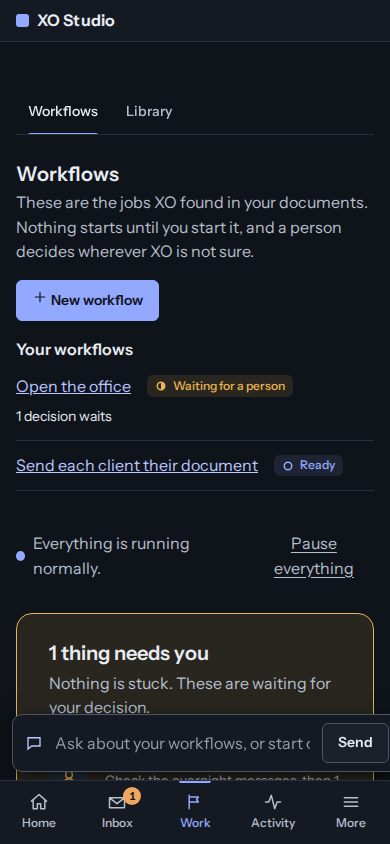 XO Studio
Workflows Library
Workflows
These are the jobs XO found in your documents.
Nothing starts until you start it, and a person
decides wherever XO is not sure.
+ New workflow
Your workflows
Open the office Waiting for a person
1 decision waits
Send each client their document Ready
Everything is running
normally.
Pause
everything
1 thing needs you
Nothing is stuck. These are waiting for
your decision.
Ask about your workflows, or start
Send
1
Home Inbox Work Activity More